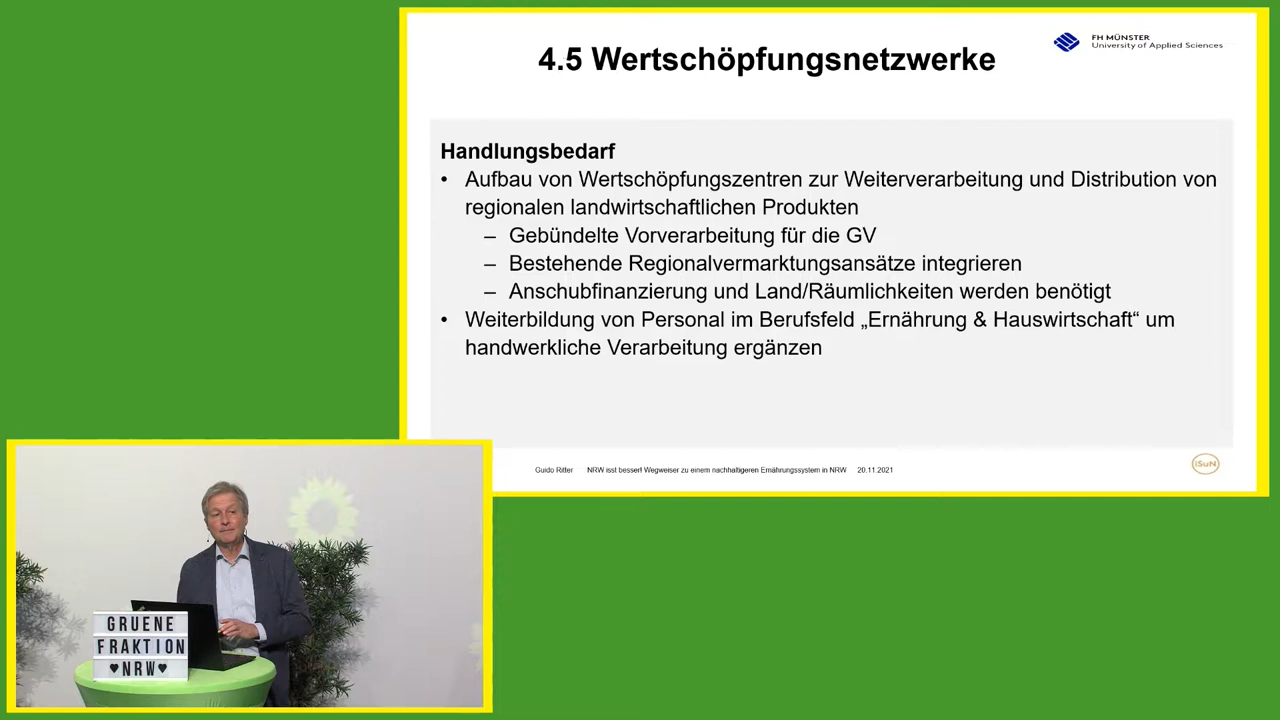 4.5 Wertschöpfungsnetzwerke
FH MÜNSTER
University of Applied Sciences
Handlungsbedarf
• Aufbau von Wertschöpfungszentren zur Weiterverarbeitung und Distribution von
regionalen landwirtschaftlichen Produkten
– Gebündelte Vorverarbeitung für die GV
– Bestehende Regionalvermarktungsansätze integrieren
– Anschubfinanzierung und Land/Räumlichkeiten werden benötigt
• Weiterbildung von Personal im Berufsfeld „Ernährung & Hauswirtschaft“ um
handwerkliche Verarbeitung ergänzen
Guido Ritter NRW isst besser! Wegweiser zu einem nachhaltigeren Ernährungssystem in NRW 20.11.2021
iSuN
GRUENE
FRAKTION
♥NRW♥